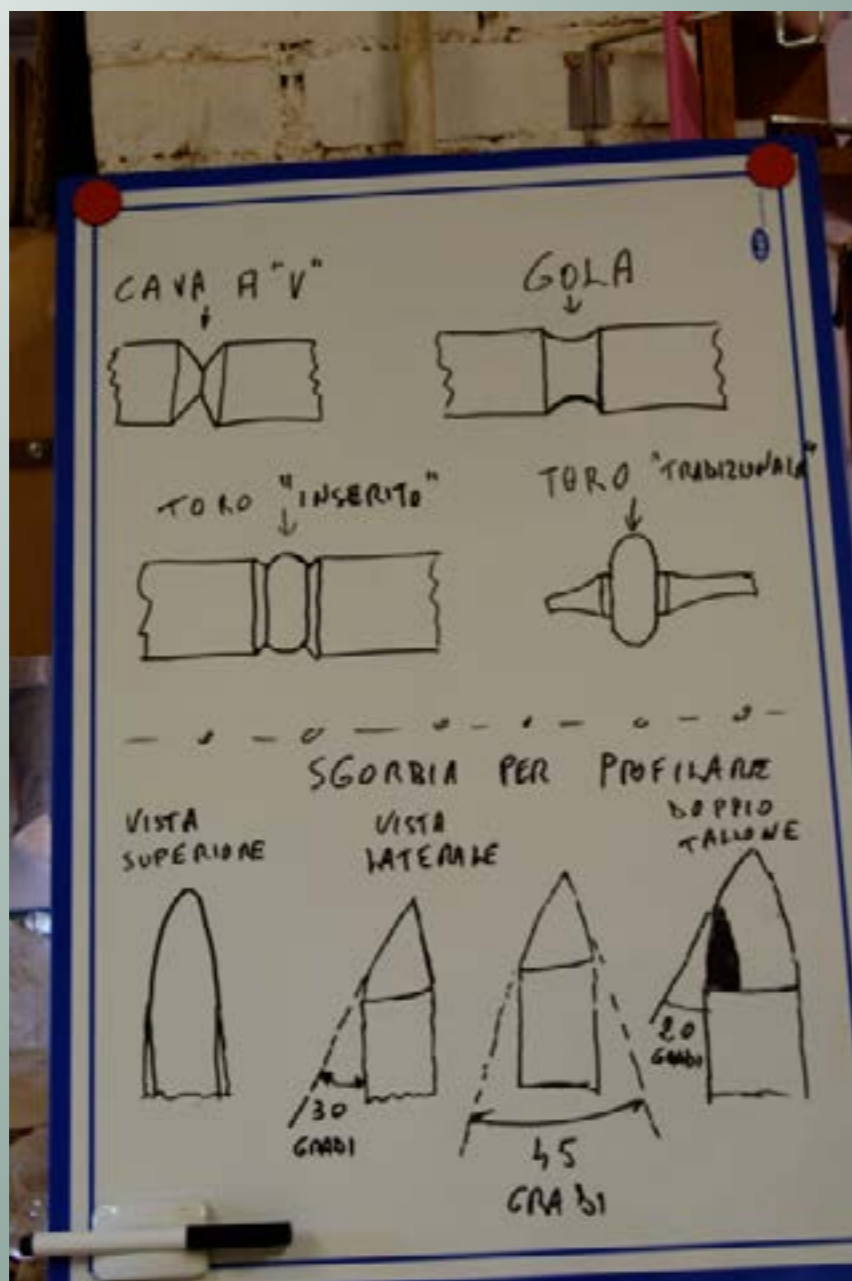 CAVA A "V"
GOLA
TORO "INSERITO"
TORO "TRADIZUNALA"
SGORBIA PER PROFILARE
VISTA
SUPERIORE
VISTA
LATERALE
DOPPIO
TALLONE
30
GRADI
45
GRADI
20
GRADI